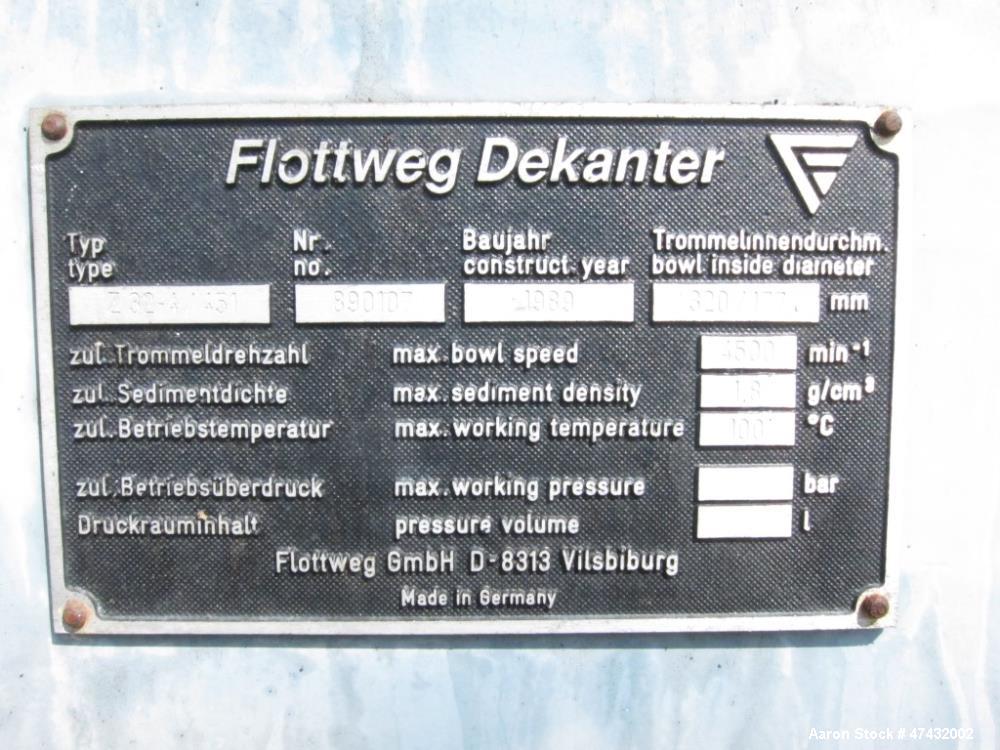 Flottweg Dekanter
Typ Nr. Baujahr Trommelinnendurchm.
type no. construct. year bowl inside diameter
890107 1989 mm
zul. Trommeldrehzahl max. bowl speed 4500 min⁻¹
zul. Sedimentdichte max. sediment density 1,8 g/cm³
zul. Betriebstemperatur max. working temperature 100 °C
zul. Betriebsüberdruck max. working pressure bar
Druckrauminhalt pressure volume l
Flottweg GmbH D-8313 Vilsbiburg
Made in Germany
Aaron Stock # 47432002